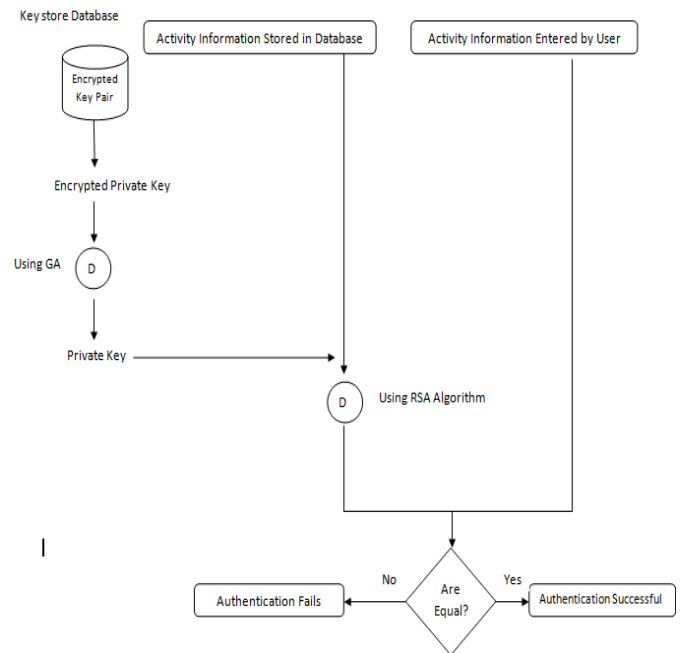 Key store Database
Activity Information Stored in Database
Activity Information Entered by User
Encrypted
Key Pair
Encrypted Private Key
Using GA
D
Private Key
D
Using RSA Algorithm
No
Yes
Are
Equal?
Authentication Fails
Authentication Successful